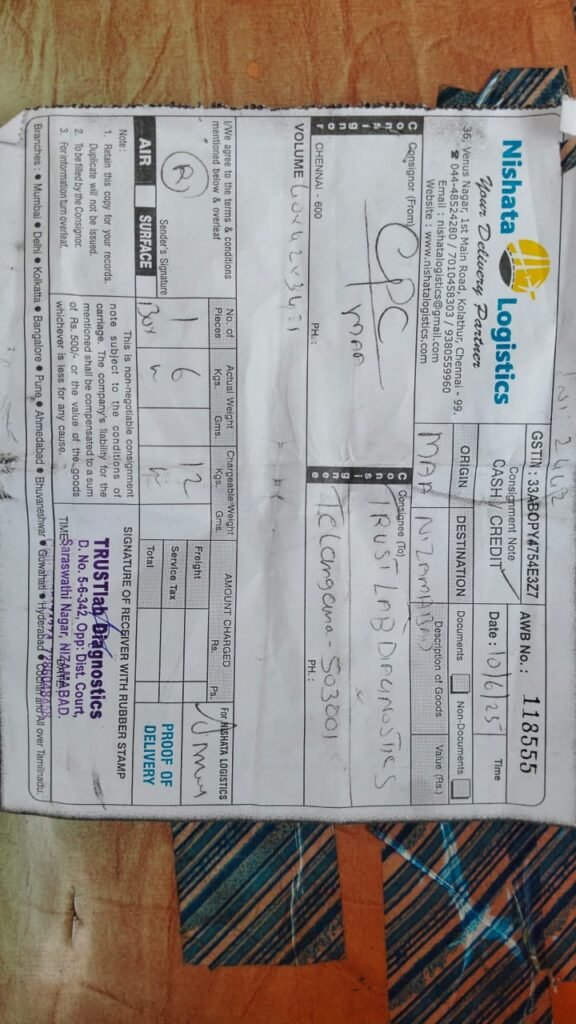 Nishata Logistics
Your Delivery Partner
36, Venus Nagar, 1st Main Road, Kolathur, Chennai - 99.
☎ 044-48524280 / 7010458303 / 9380559960
Email : nishatalogistics@gmail.com
Website : www.nishatalogistics.com
GSTIN : 33ABOPY4754E3Z7
Consignment Note
CASH / CREDIT
AWB No. : 118555
Date : 10/6/25
Time
ORIGIN
DESTINATION
Documents
Non-Documents
MAA
NIZAMABAD
Description of Goods
Value (Rs.)
Consignor
Consignor (From)
CPC
MAA
CHENNAI - 600
PH. :
VOLUME 60x42x34=1
Consignee
Consignee (To)
TRUST LAB DIAGNOSTICS
Telangana - 503001
PH. :
I/We agree to the terms & conditions
mentioned below & overleaf
Sender's Signature
AIR
SURFACE
No. of Pieces
Actual Weight
Kgs. Gms.
Chargeable Weight
Kgs. Gms.
AMOUNT CHARGED
Rs. Ps.
1
Box
6
12
Freight
Service Tax
Total
For NISHATA LOGISTICS
PROOF OF DELIVERY
Note :
1. Retain this copy for your records.
Duplicate will not be issued.
2. To be filled by the Consignor.
3. For information turn overleaf.
This is non-negotiable consignment
note subject to the conditions of
carriage. The company's liability for the
mentioned shall be compensated to a sum
of Rs. 500/- or the value of the goods
whichever is less for any cause.
SIGNATURE OF RECEIVER WITH RUBBER STAMP
TRUSTlab Diagnostics
D. No. 5-6-342, Opp: Dist. Court,
TIME
Saraswathi Nagar, NIZAMABAD.
Branches : ● Mumbai ● Delhi ● Kolkatta ● Bangalore ● Pune ● Ahmedabad ● Bhuvaneshwar ● Guwahati ● Hyderabad ● Cochin and All over Tamilnadu.